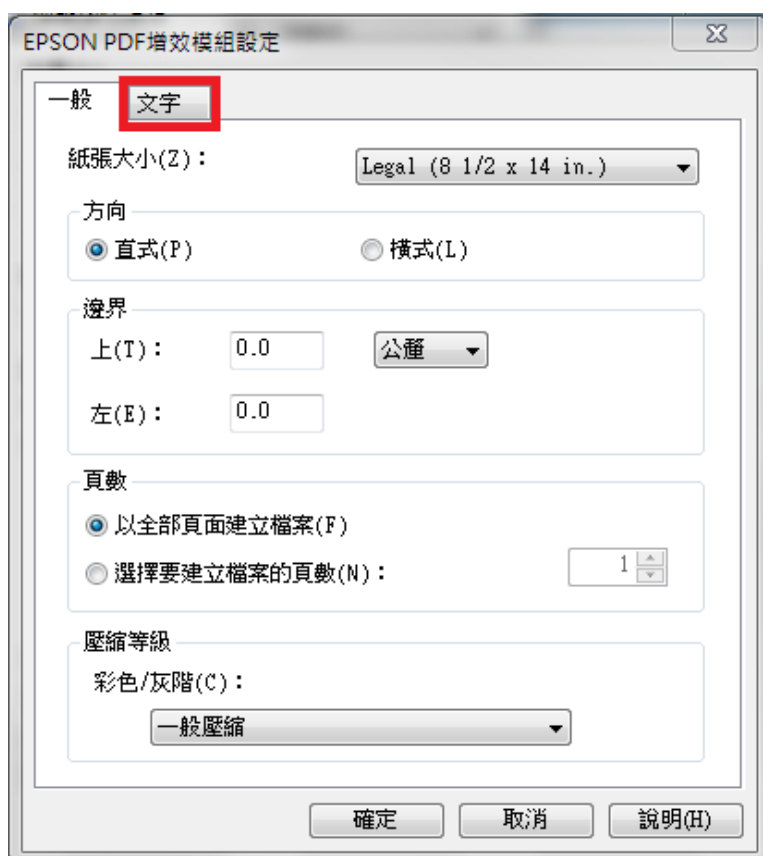 EPSON PDF增效模組設定
一般 文字
紙張大小(Z)： Legal (8 1/2 x 14 in.)
方向
直式(P) 橫式(L)
邊界
上(T)： 0.0 公釐
左(E)： 0.0
頁數
以全部頁面建立檔案(F)
選擇要建立檔案的頁數(N)： 1
壓縮等級
彩色/灰階(C)：
一般壓縮
確定 取消 說明(H)